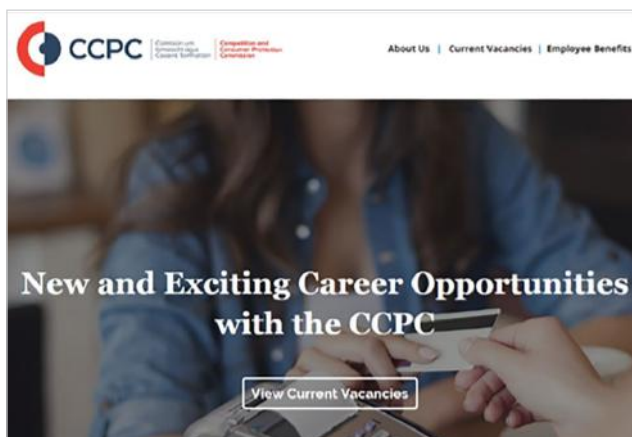 CCPC
Competition and
Consumer Protection
Commission
About Us | Current Vacancies | Employee Benefits
New and Exciting Career Opportunities
with the CCPC
View Current Vacancies